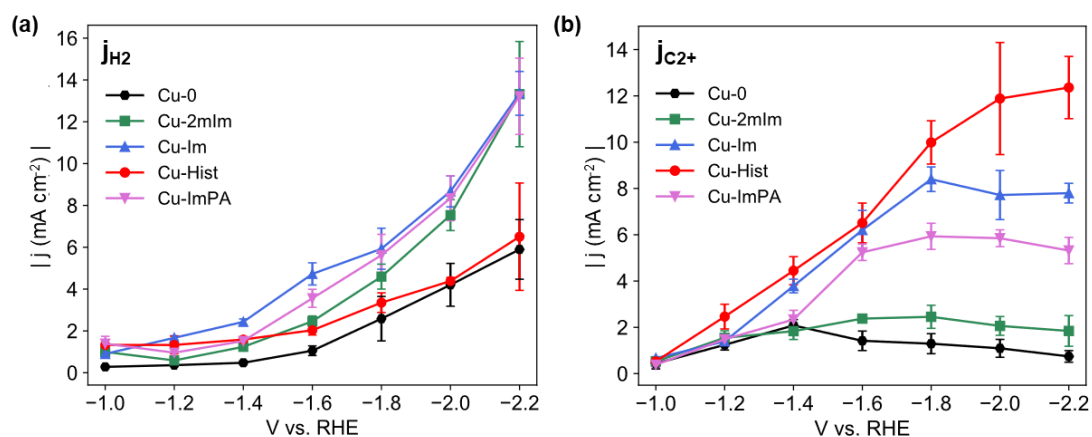 (a)
j_H2
Cu-0
Cu-2mIm
Cu-Im
Cu-Hist
Cu-ImPA
16
14
12
10
8
6
4
2
0
| j (mA cm⁻²) |
−1.0 −1.2 −1.4 −1.6 −1.8 −2.0 −2.2
V vs. RHE
(b)
j_C2+
Cu-0
Cu-2mIm
Cu-Im
Cu-Hist
Cu-ImPA
14
12
10
8
6
4
2
0
| j (mA cm⁻²) |
−1.0 −1.2 −1.4 −1.6 −1.8 −2.0 −2.2
V vs. RHE